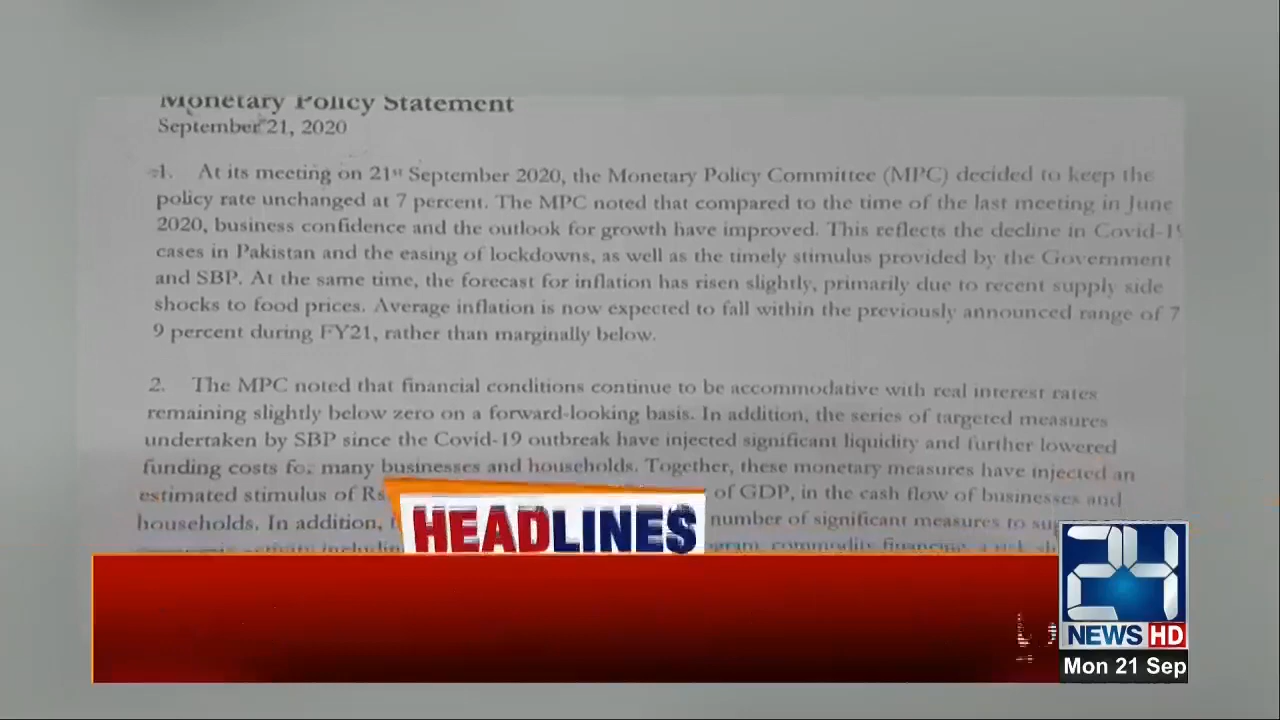 Monetary Policy Statement
September 21, 2020
1. At its meeting on 21st September 2020, the Monetary Policy Committee (MPC) decided to keep the
policy rate unchanged at 7 percent. The MPC noted that compared to the time of the last meeting in June
2020, business confidence and the outlook for growth have improved. This reflects the decline in Covid-19
cases in Pakistan and the easing of lockdowns, as well as the timely stimulus provided by the Government
and SBP. At the same time, the forecast for inflation has risen slightly, primarily due to recent supply side
shocks to food prices. Average inflation is now expected to fall within the previously announced range of 7
9 percent during FY21, rather than marginally below.
2. The MPC noted that financial conditions continue to be accommodative with real interest rates
remaining slightly below zero on a forward-looking basis. In addition, the series of targeted measures
undertaken by SBP since the Covid-19 outbreak have injected significant liquidity and further lowered
funding costs for many businesses and households. Together, these monetary measures have injected an
estimated stimulus of Rs of GDP, in the cash flow of businesses and
households. In addition, number of significant measures to
commodity financing, a
HEADLINES
24
NEWS HD
Mon 21 Sep